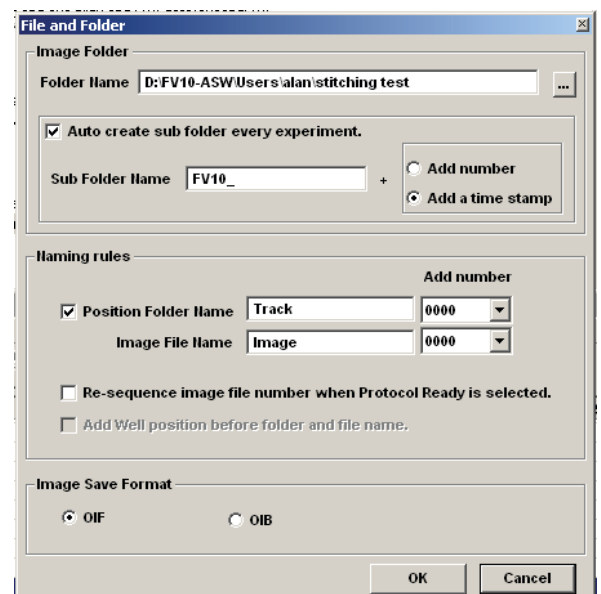 File and Folder
Image Folder
Folder Name D:\FV10-ASW\Users\alan\stitching test ...
Auto create sub folder every experiment.
Sub Folder Name FV10_ +
Add number
Add a time stamp
Naming rules
Add number
Position Folder Name Track 0000
Image File Name Image 0000
Re-sequence image file number when Protocol Ready is selected.
Add Well position before folder and file name.
Image Save Format
OIF OIB
OK Cancel